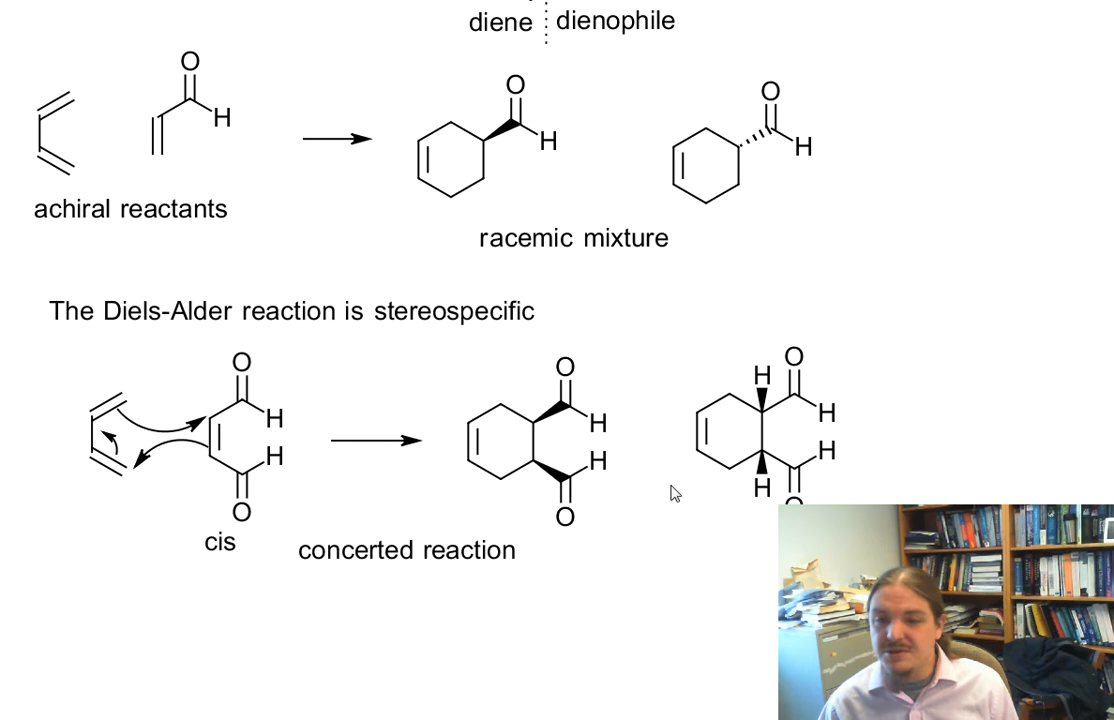 diene dienophile
O
H
O
H
O
H
achiral reactants
racemic mixture
The Diels-Alder reaction is stereospecific
O
H
H
O
O
H
H
O
H
O
H
H
H
cis
concerted reaction